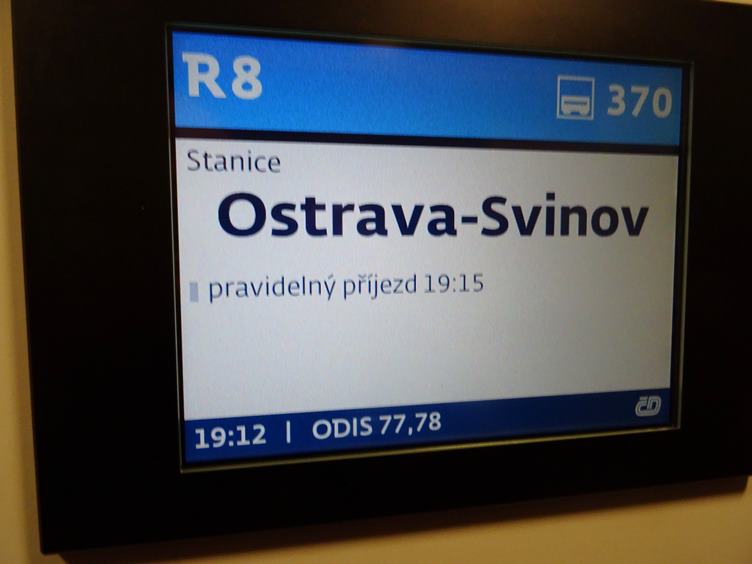 R8
370
Stanice
Ostrava-Svinov
pravidelný příjezd 19:15
19:12 | ODIS 77,78
ČD